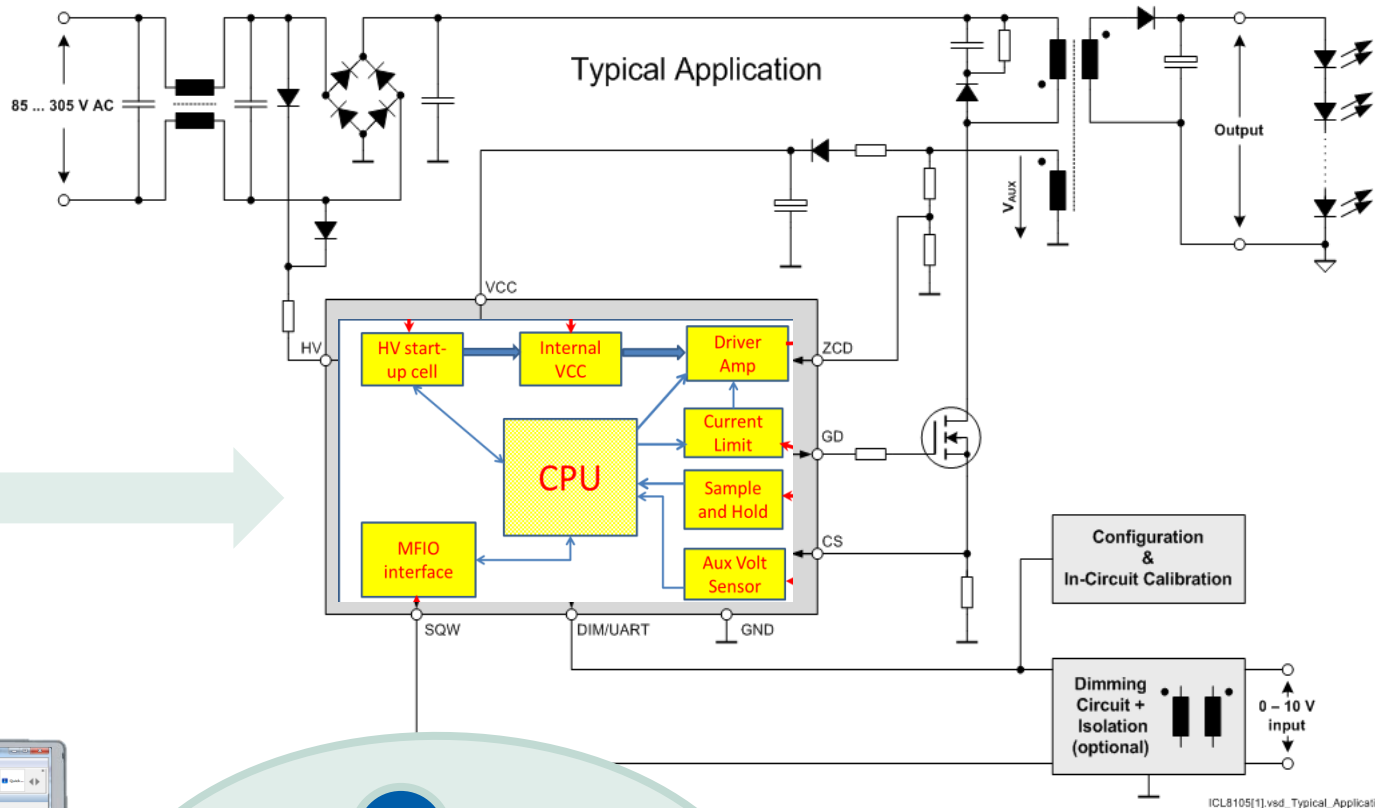 Typical Application
85 ... 305 V AC
Output
VAUX
VCC
HV
HV start-
up cell
Internal
VCC
Driver
Amp
ZCD
Current
Limit
GD
CPU
Sample
and Hold
MFIO
interface
Aux Volt
Sensor
CS
SQW
DIM/UART
GND
Configuration
&
In-Circuit Calibration
Dimming
Circuit +
Isolation
(optional)
0 – 10 V
input
ICL8105[1].vsd_Typical_Applicati